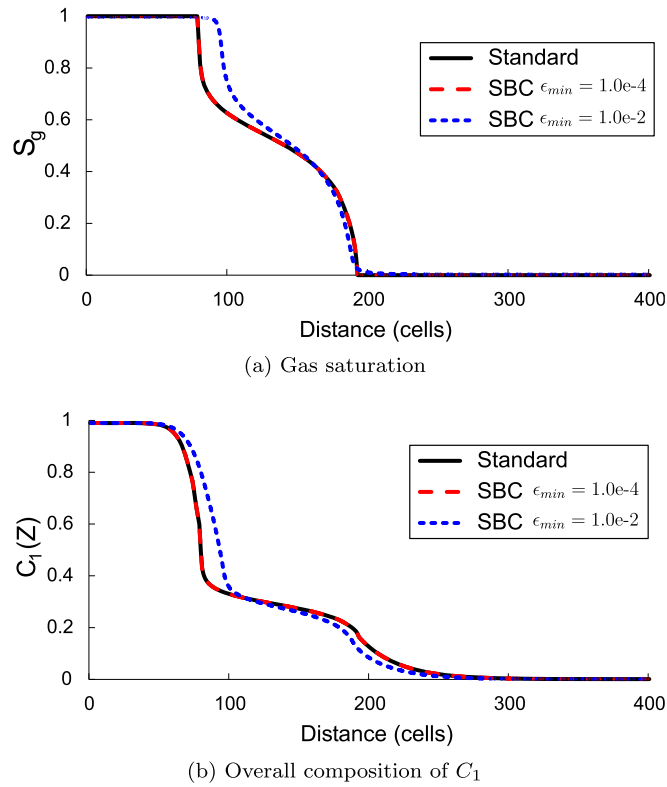 1
0.8
0.6
0.4
0.2
0
S_g
Standard
SBC ϵ_min = 1.0e-4
SBC ϵ_min = 1.0e-2
0 100 200 300 400
Distance (cells)
(a) Gas saturation
1
0.8
0.6
0.4
0.2
0
C_1(Z)
Standard
SBC ϵ_min = 1.0e-4
SBC ϵ_min = 1.0e-2
0 100 200 300 400
Distance (cells)
(b) Overall composition of C_1